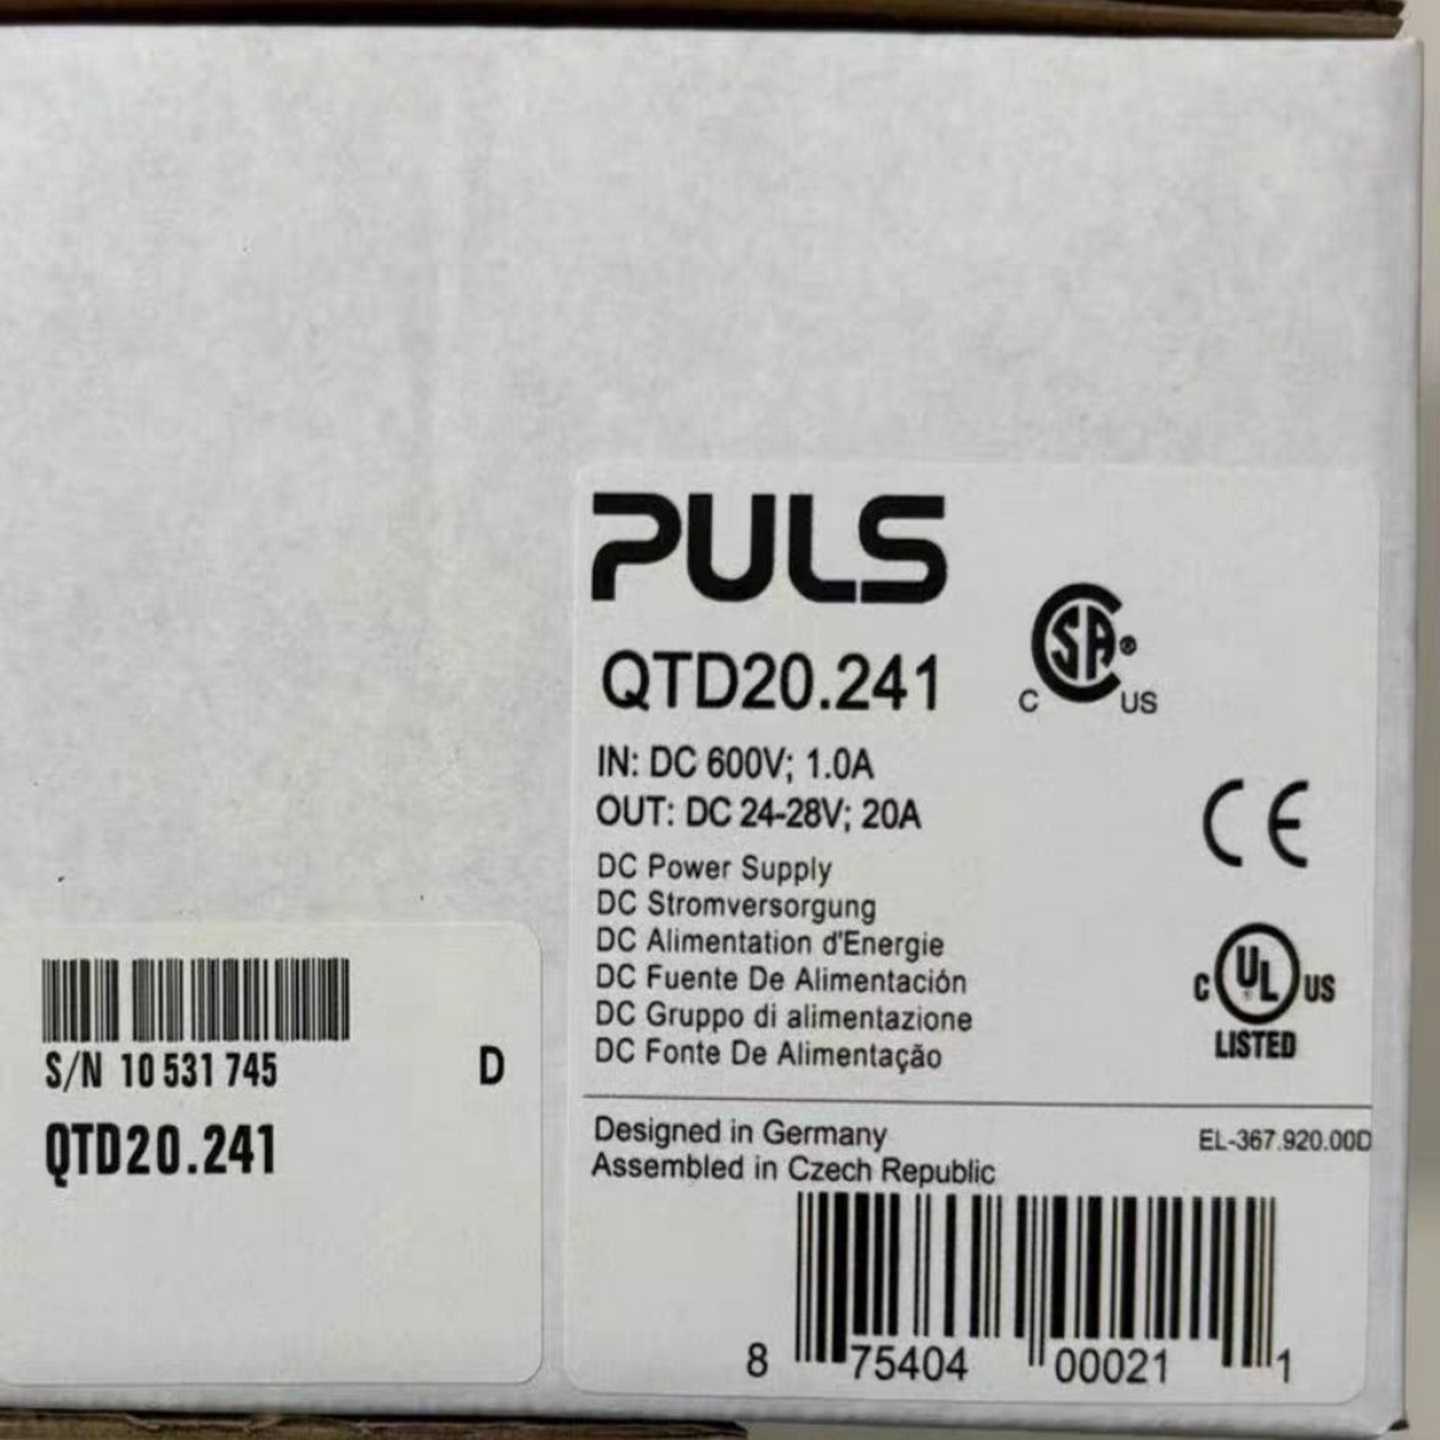 PULS
QTD20.241
CSA®
C US
IN: DC 600V; 1.0A
OUT: DC 24-28V; 20A
CE
DC Power Supply
DC Stromversorgung
DC Alimentation d'Energie
DC Fuente De Alimentación
DC Gruppo di alimentazione
DC Fonte De Alimentação
C UL® US
LISTED
Designed in Germany
Assembled in Czech Republic
EL-367.920.00D
8 75404 00021 1
S/N 10 531 745 D
QTD20.241